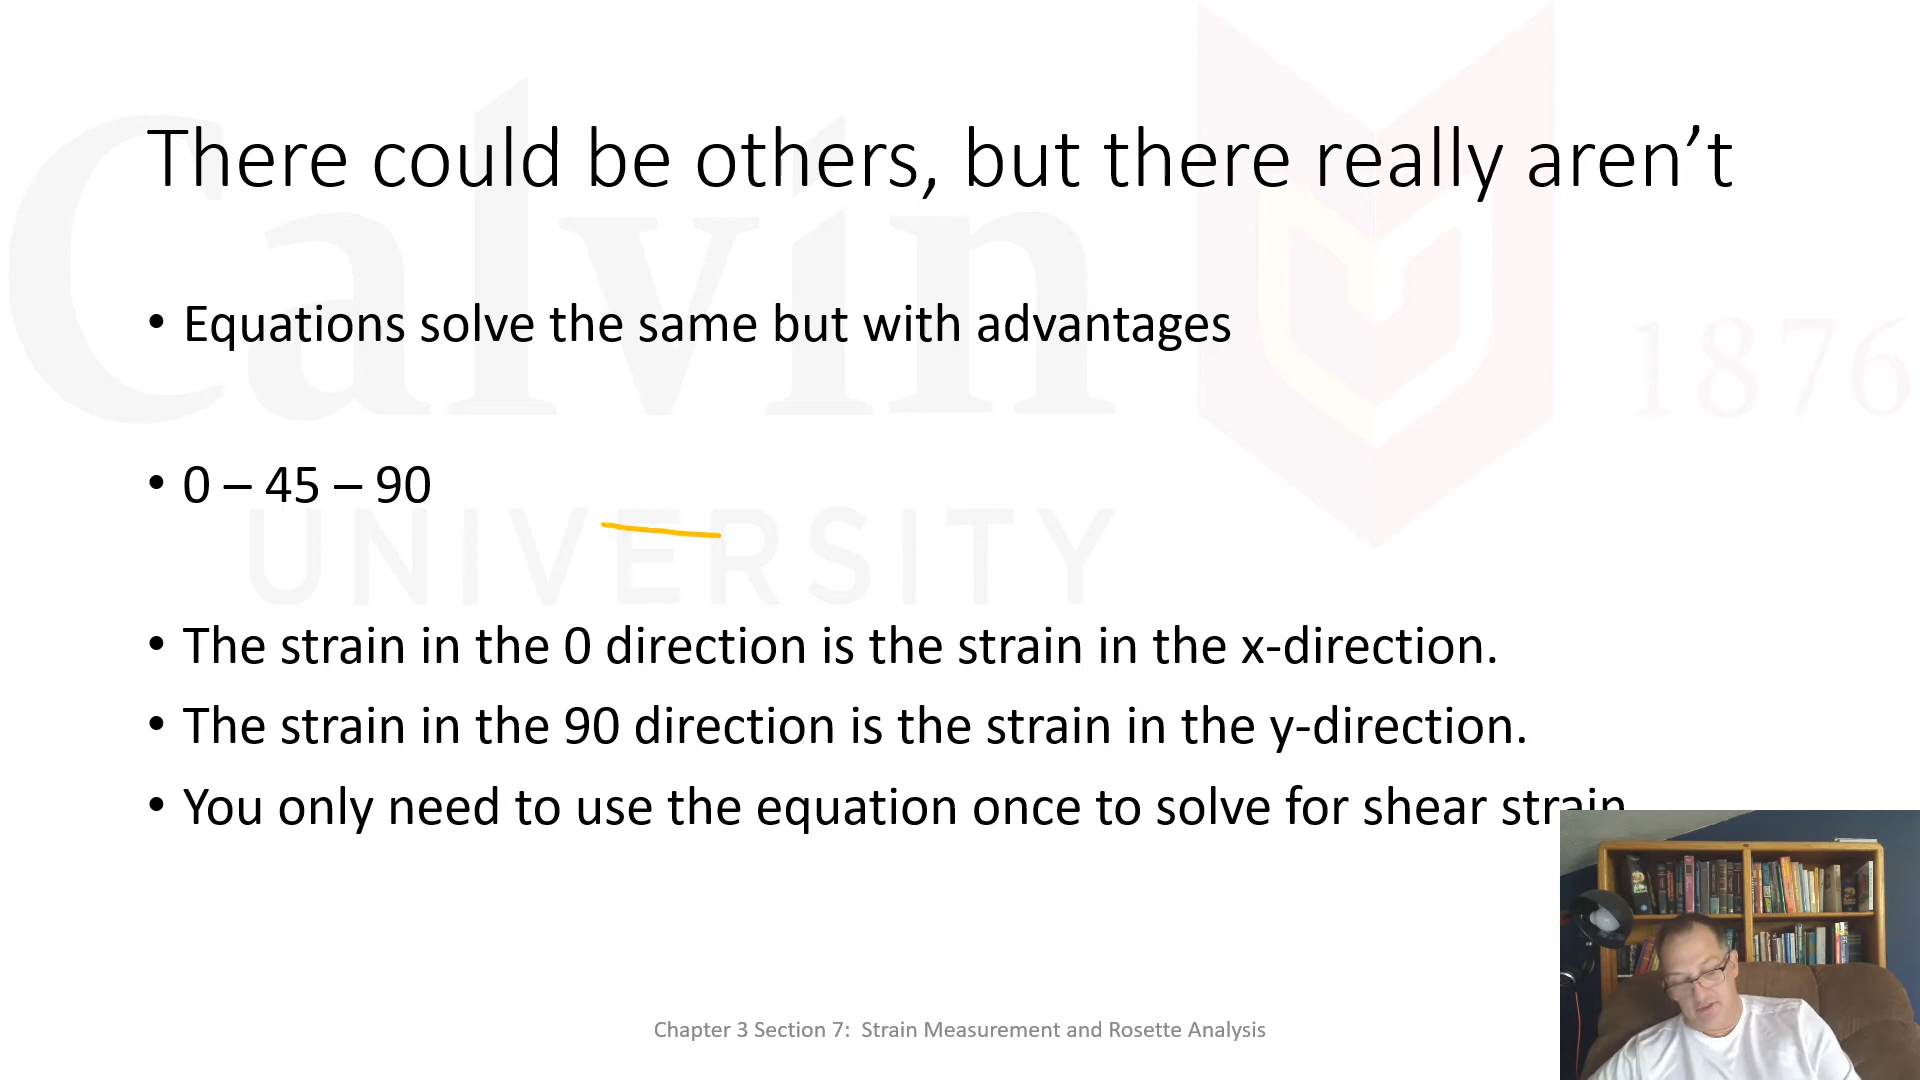 There could be others, but there really aren’t
• Equations solve the same but with advantages
• 0 – 45 – 90
• The strain in the 0 direction is the strain in the x-direction.
• The strain in the 90 direction is the strain in the y-direction.
• You only need to use the equation once to solve for shear strain
Calvin
UNIVERSITY
1876
Chapter 3 Section 7: Strain Measurement and Rosette Analysis